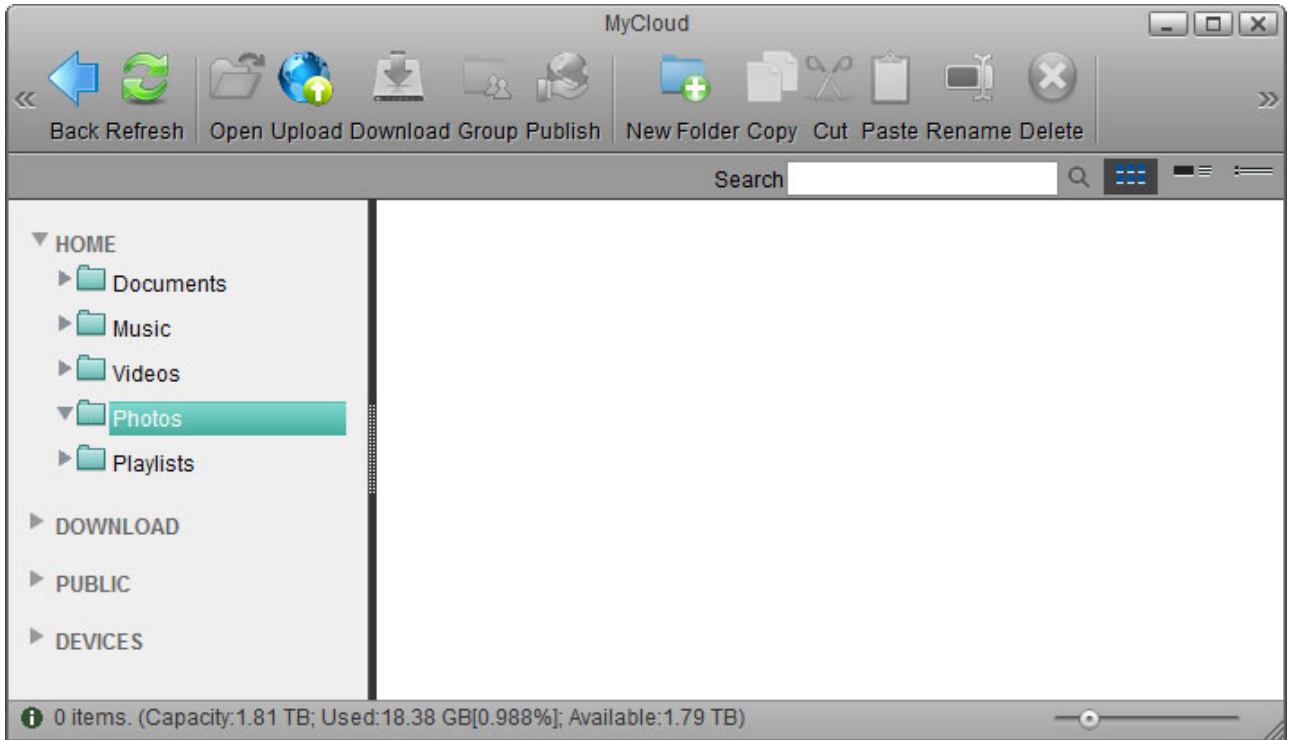 MyCloud
Back Refresh Open Upload Download Group Publish New Folder Copy Cut Paste Rename Delete
Search
HOME
Documents
Music
Videos
Photos
Playlists
DOWNLOAD
PUBLIC
DEVICES
0 items. (Capacity:1.81 TB; Used:18.38 GB[0.988%]; Available:1.79 TB)